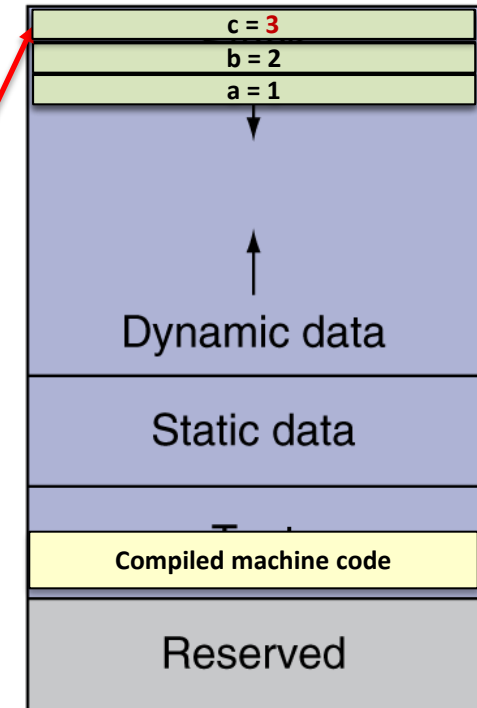 c = 3
b = 2
a = 1
Dynamic data
Static data
Compiled machine code
Reserved